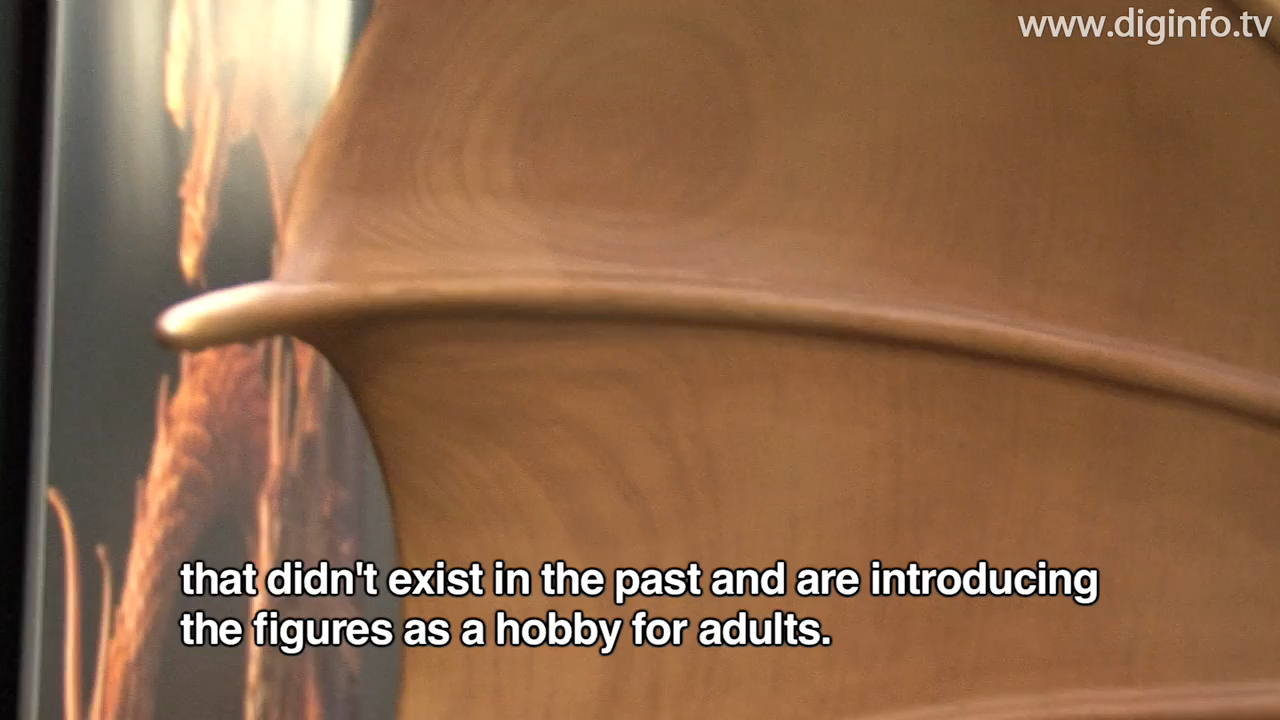 www.diginfo.tv
that didn't exist in the past and are introducing
the figures as a hobby for adults.